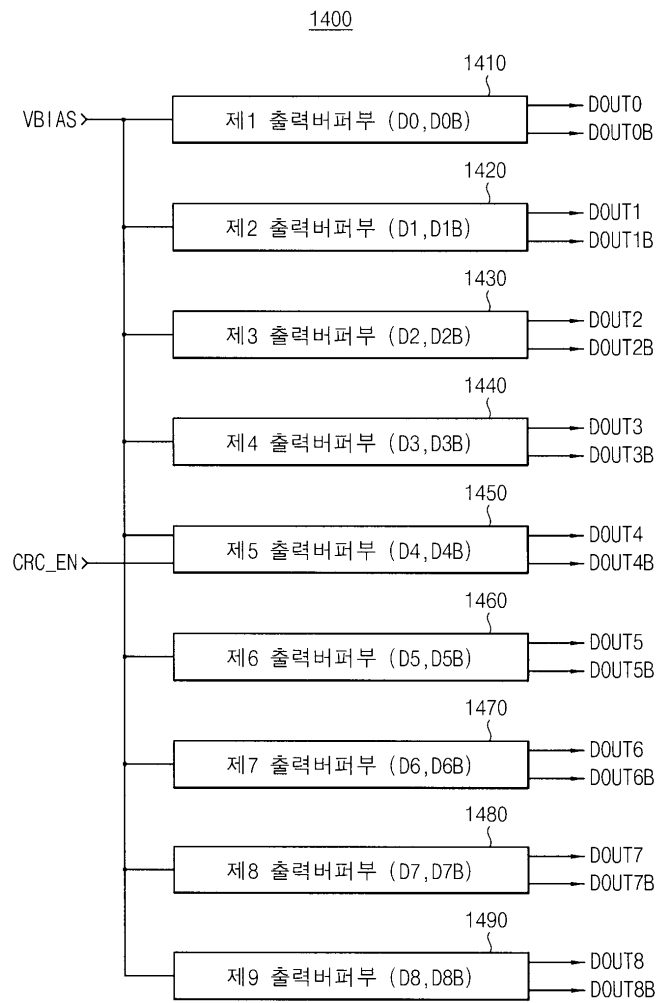 1400
1410
VBIAS
제1 출력버퍼부 (D0,D0B)
DOUT0
DOUT0B
1420
제2 출력버퍼부 (D1,D1B)
DOUT1
DOUT1B
1430
제3 출력버퍼부 (D2,D2B)
DOUT2
DOUT2B
1440
제4 출력버퍼부 (D3,D3B)
DOUT3
DOUT3B
1450
CRC_EN
제5 출력버퍼부 (D4,D4B)
DOUT4
DOUT4B
1460
제6 출력버퍼부 (D5,D5B)
DOUT5
DOUT5B
1470
제7 출력버퍼부 (D6,D6B)
DOUT6
DOUT6B
1480
제8 출력버퍼부 (D7,D7B)
DOUT7
DOUT7B
1490
제9 출력버퍼부 (D8,D8B)
DOUT8
DOUT8B